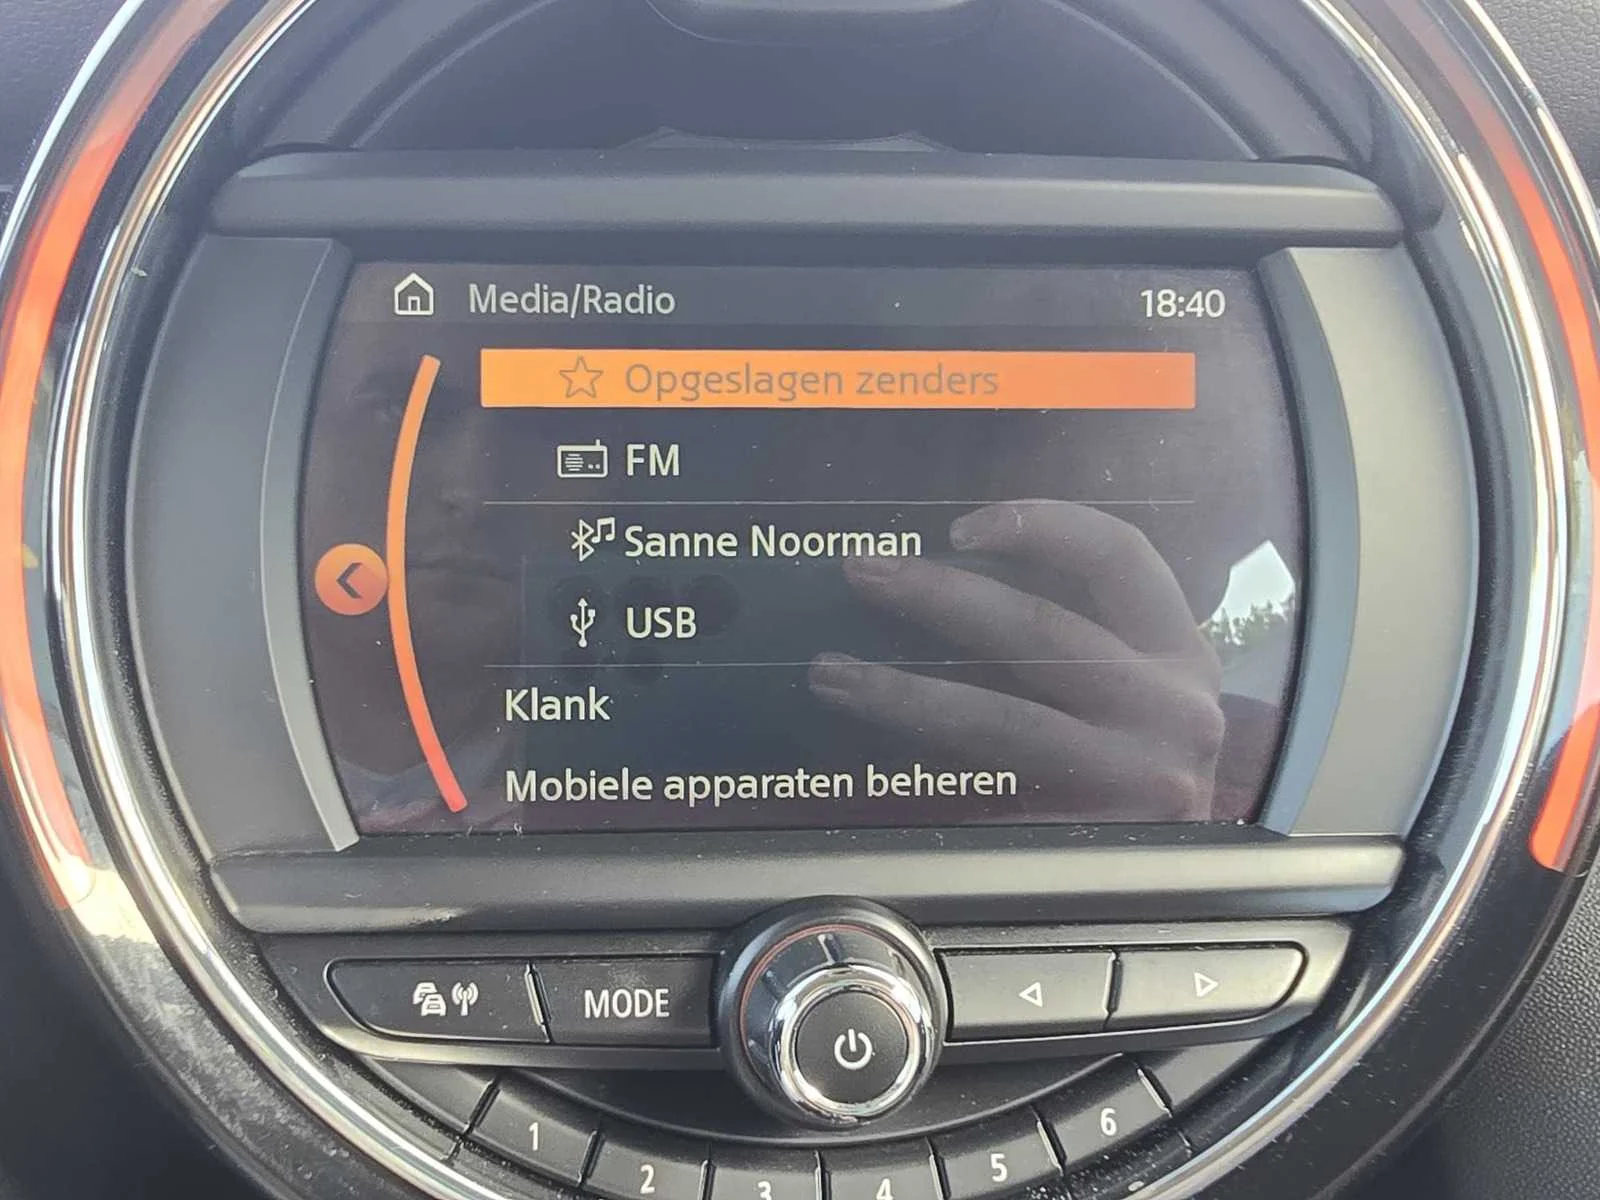 Media/Radio 18:40
Opgeslagen zenders
FM
Sanne Noorman
USB
Klank
Mobiele apparaten beheren
MODE
1 2 3 4 5 6